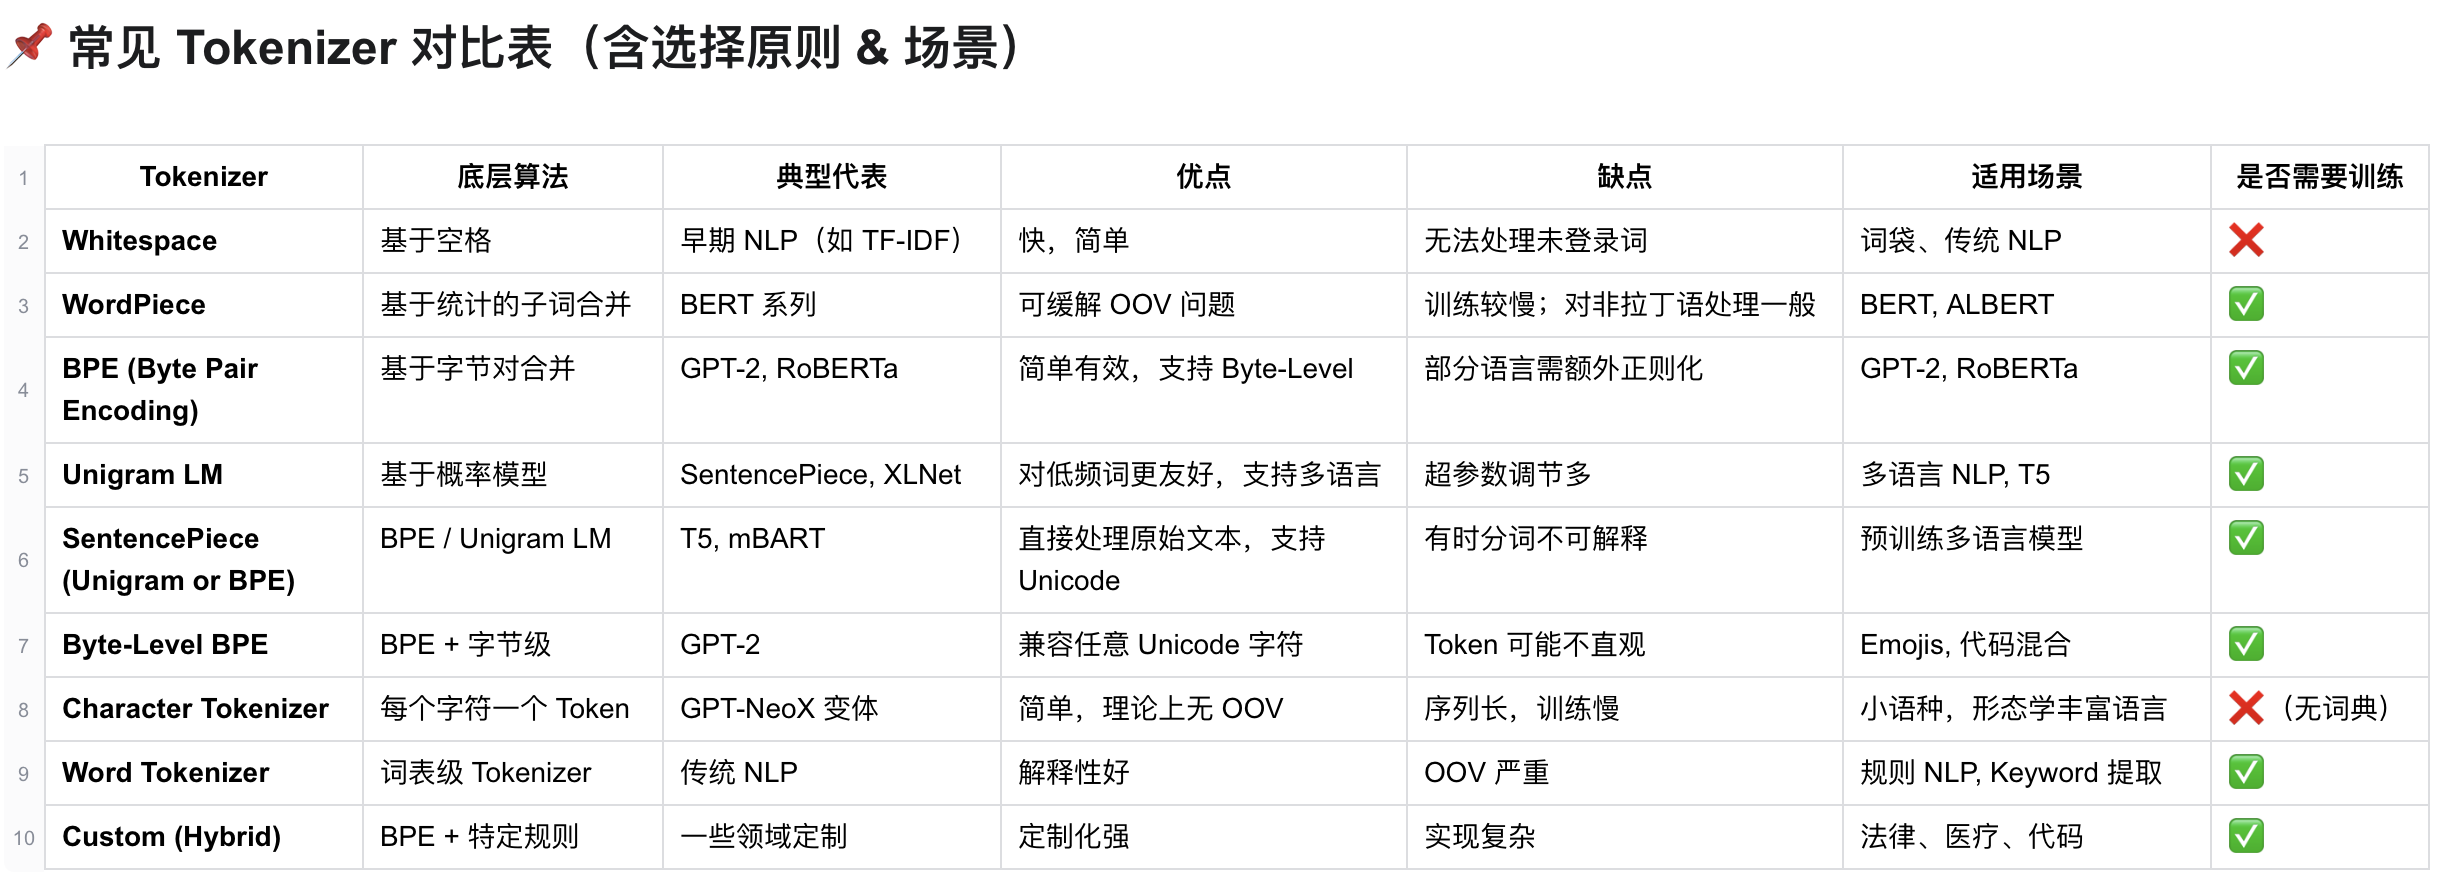 📌 常见 Tokenizer 对比表（含选择原则 & 场景）
1 Tokenizer 底层算法 典型代表 优点 缺点 适用场景 是否需要训练
2 Whitespace 基于空格 早期 NLP（如 TF-IDF） 快，简单 无法处理未登录词 词袋、传统 NLP ❌
3 WordPiece 基于统计的子词合并 BERT 系列 可缓解 OOV 问题 训练较慢；对非拉丁语处理一般 BERT, ALBERT ✅
4 BPE (Byte Pair 基于字节对合并 GPT-2, RoBERTa 简单有效，支持 Byte-Level 部分语言需额外正则化 GPT-2, RoBERTa ✅
Encoding)
5 Unigram LM 基于概率模型 SentencePiece, XLNet 对低频词更友好，支持多语言 超参数调节多 多语言 NLP, T5 ✅
6 SentencePiece BPE / Unigram LM T5, mBART 直接处理原始文本，支持 有时分词不可解释 预训练多语言模型 ✅
(Unigram or BPE) Unicode
7 Byte-Level BPE BPE + 字节级 GPT-2 兼容任意 Unicode 字符 Token 可能不直观 Emojis, 代码混合 ✅
8 Character Tokenizer 每个字符一个 Token GPT-NeoX 变体 简单，理论上无 OOV 序列长，训练慢 小语种，形态学丰富语言 ❌（无词典）
9 Word Tokenizer 词表级 Tokenizer 传统 NLP 解释性好 OOV 严重 规则 NLP, Keyword 提取 ✅
10 Custom (Hybrid) BPE + 特定规则 一些领域定制 定制化强 实现复杂 法律、医疗、代码 ✅